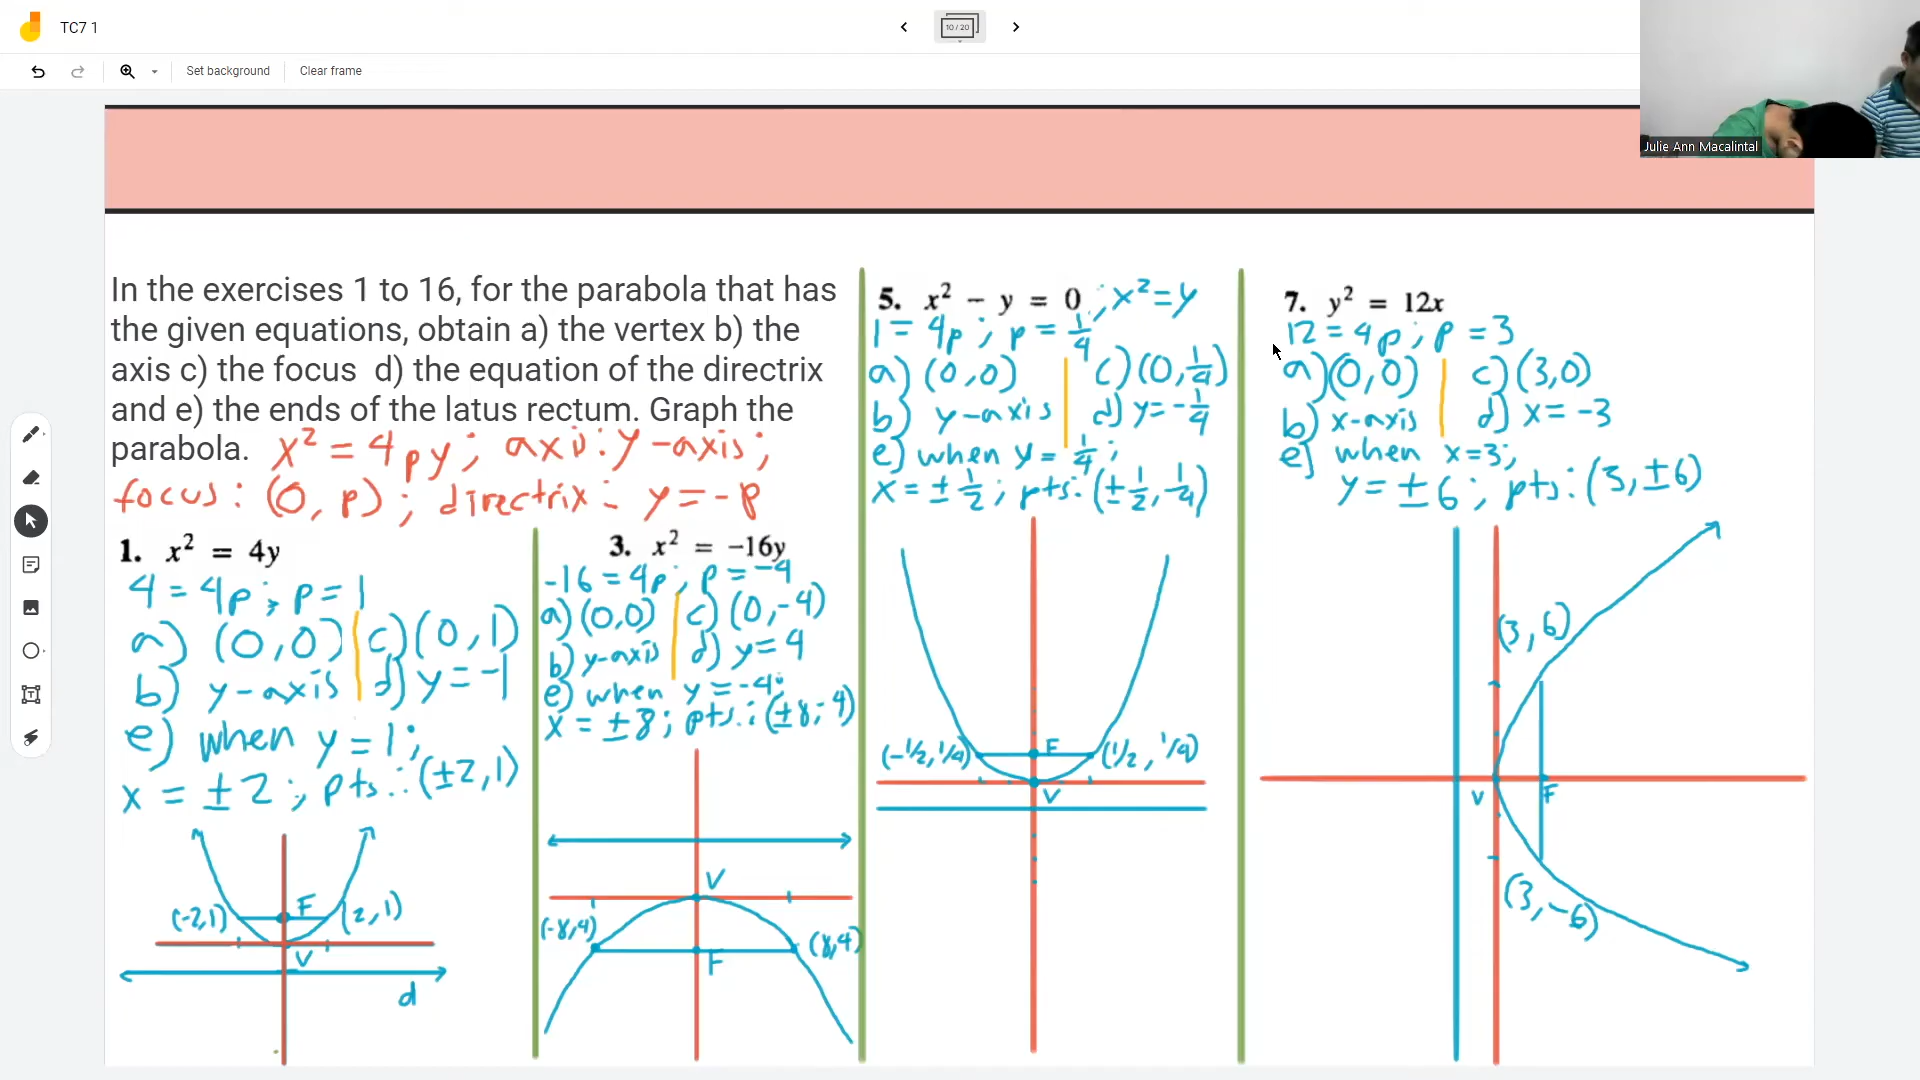 TC7 1
10 / 20
Set background
Clear frame
Julie Ann Macalintal
In the exercises 1 to 16, for the parabola that has
the given equations, obtain a) the vertex b) the
axis c) the focus d) the equation of the directrix
and e) the ends of the latus rectum. Graph the
parabola. x² = 4py ; axis: y-axis ;
focus: (0, p) ; directrix: y = -p
1. x² = 4y
4 = 4p ; p = 1
a) (0,0) c) (0,1)
b) y-axis d) y = -1
e) when y = 1 ;
x = ±2 ; pts.: (±2,1)
(-2,1) F (2,1)
V
d
3. x² = -16y
-16 = 4p ; p = -4
a) (0,0) c) (0,-4)
b) y-axis d) y = 4
e) when y = -4 ;
x = ±8 ; pts.: (±8,-4)
V
(-8,4) (8,4)
F
5. x² - y = 0 ; x² = y
1 = 4p ; p = 1/4
a) (0,0) c) (0,1/4)
b) y-axis d) y = -1/4
e) when y = 1/4 ;
x = ±1/2 ; pts: (±1/2, 1/4)
(-1/2, 1/4) F (1/2, 1/4)
V
7. y² = 12x
12 = 4p ; p = 3
a) (0,0) c) (3,0)
b) x-axis d) x = -3
e) when x=3 ;
y = ±6 ; pts: (3, ±6)
(3, 6)
V F
(3, -6)